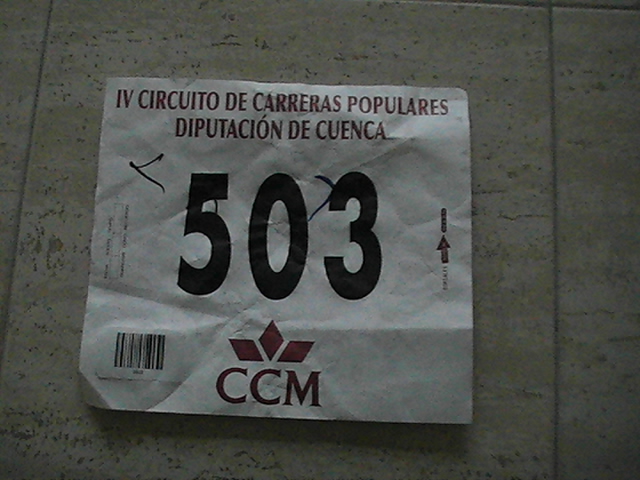 IV CIRCUITO DE CARRERAS POPULARES
DIPUTACIÓN DE CUENCA
503
CCM